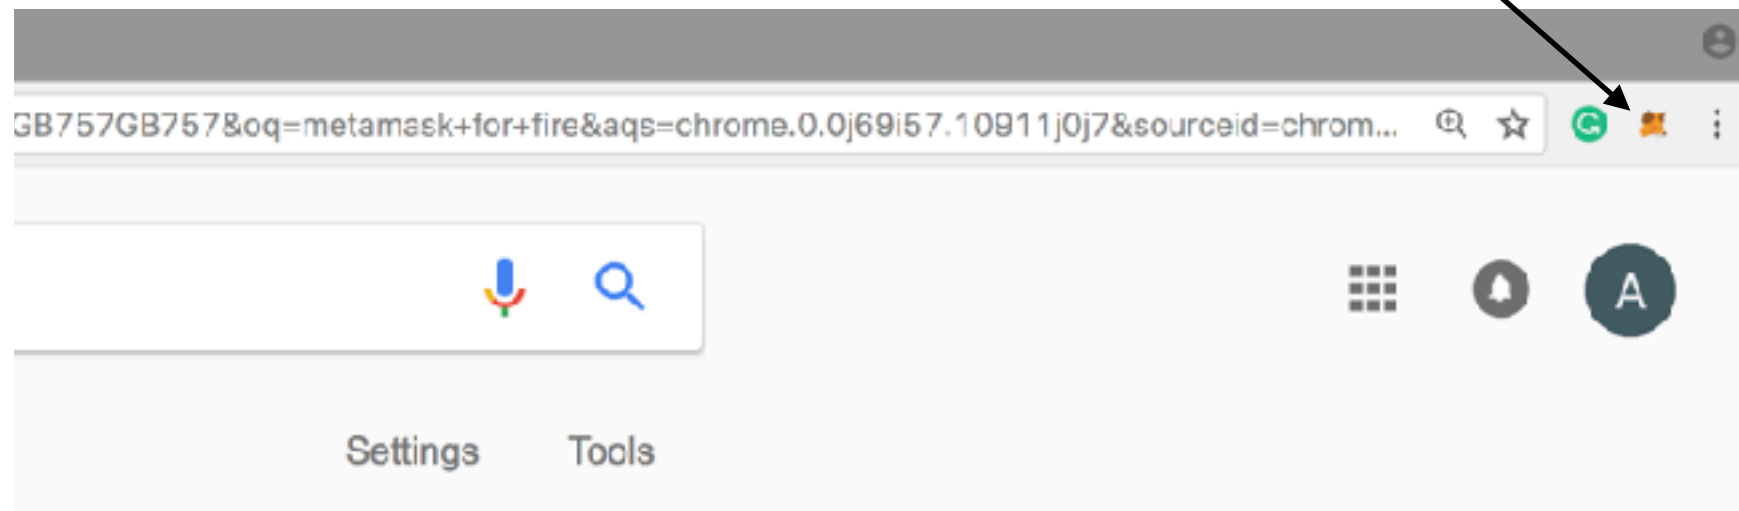 GB757GB757&oq=metamask+for+fire&aqs=chrome.0.0j69i57.10911j0j7&sourceid=chrom...
A
Settings Tools